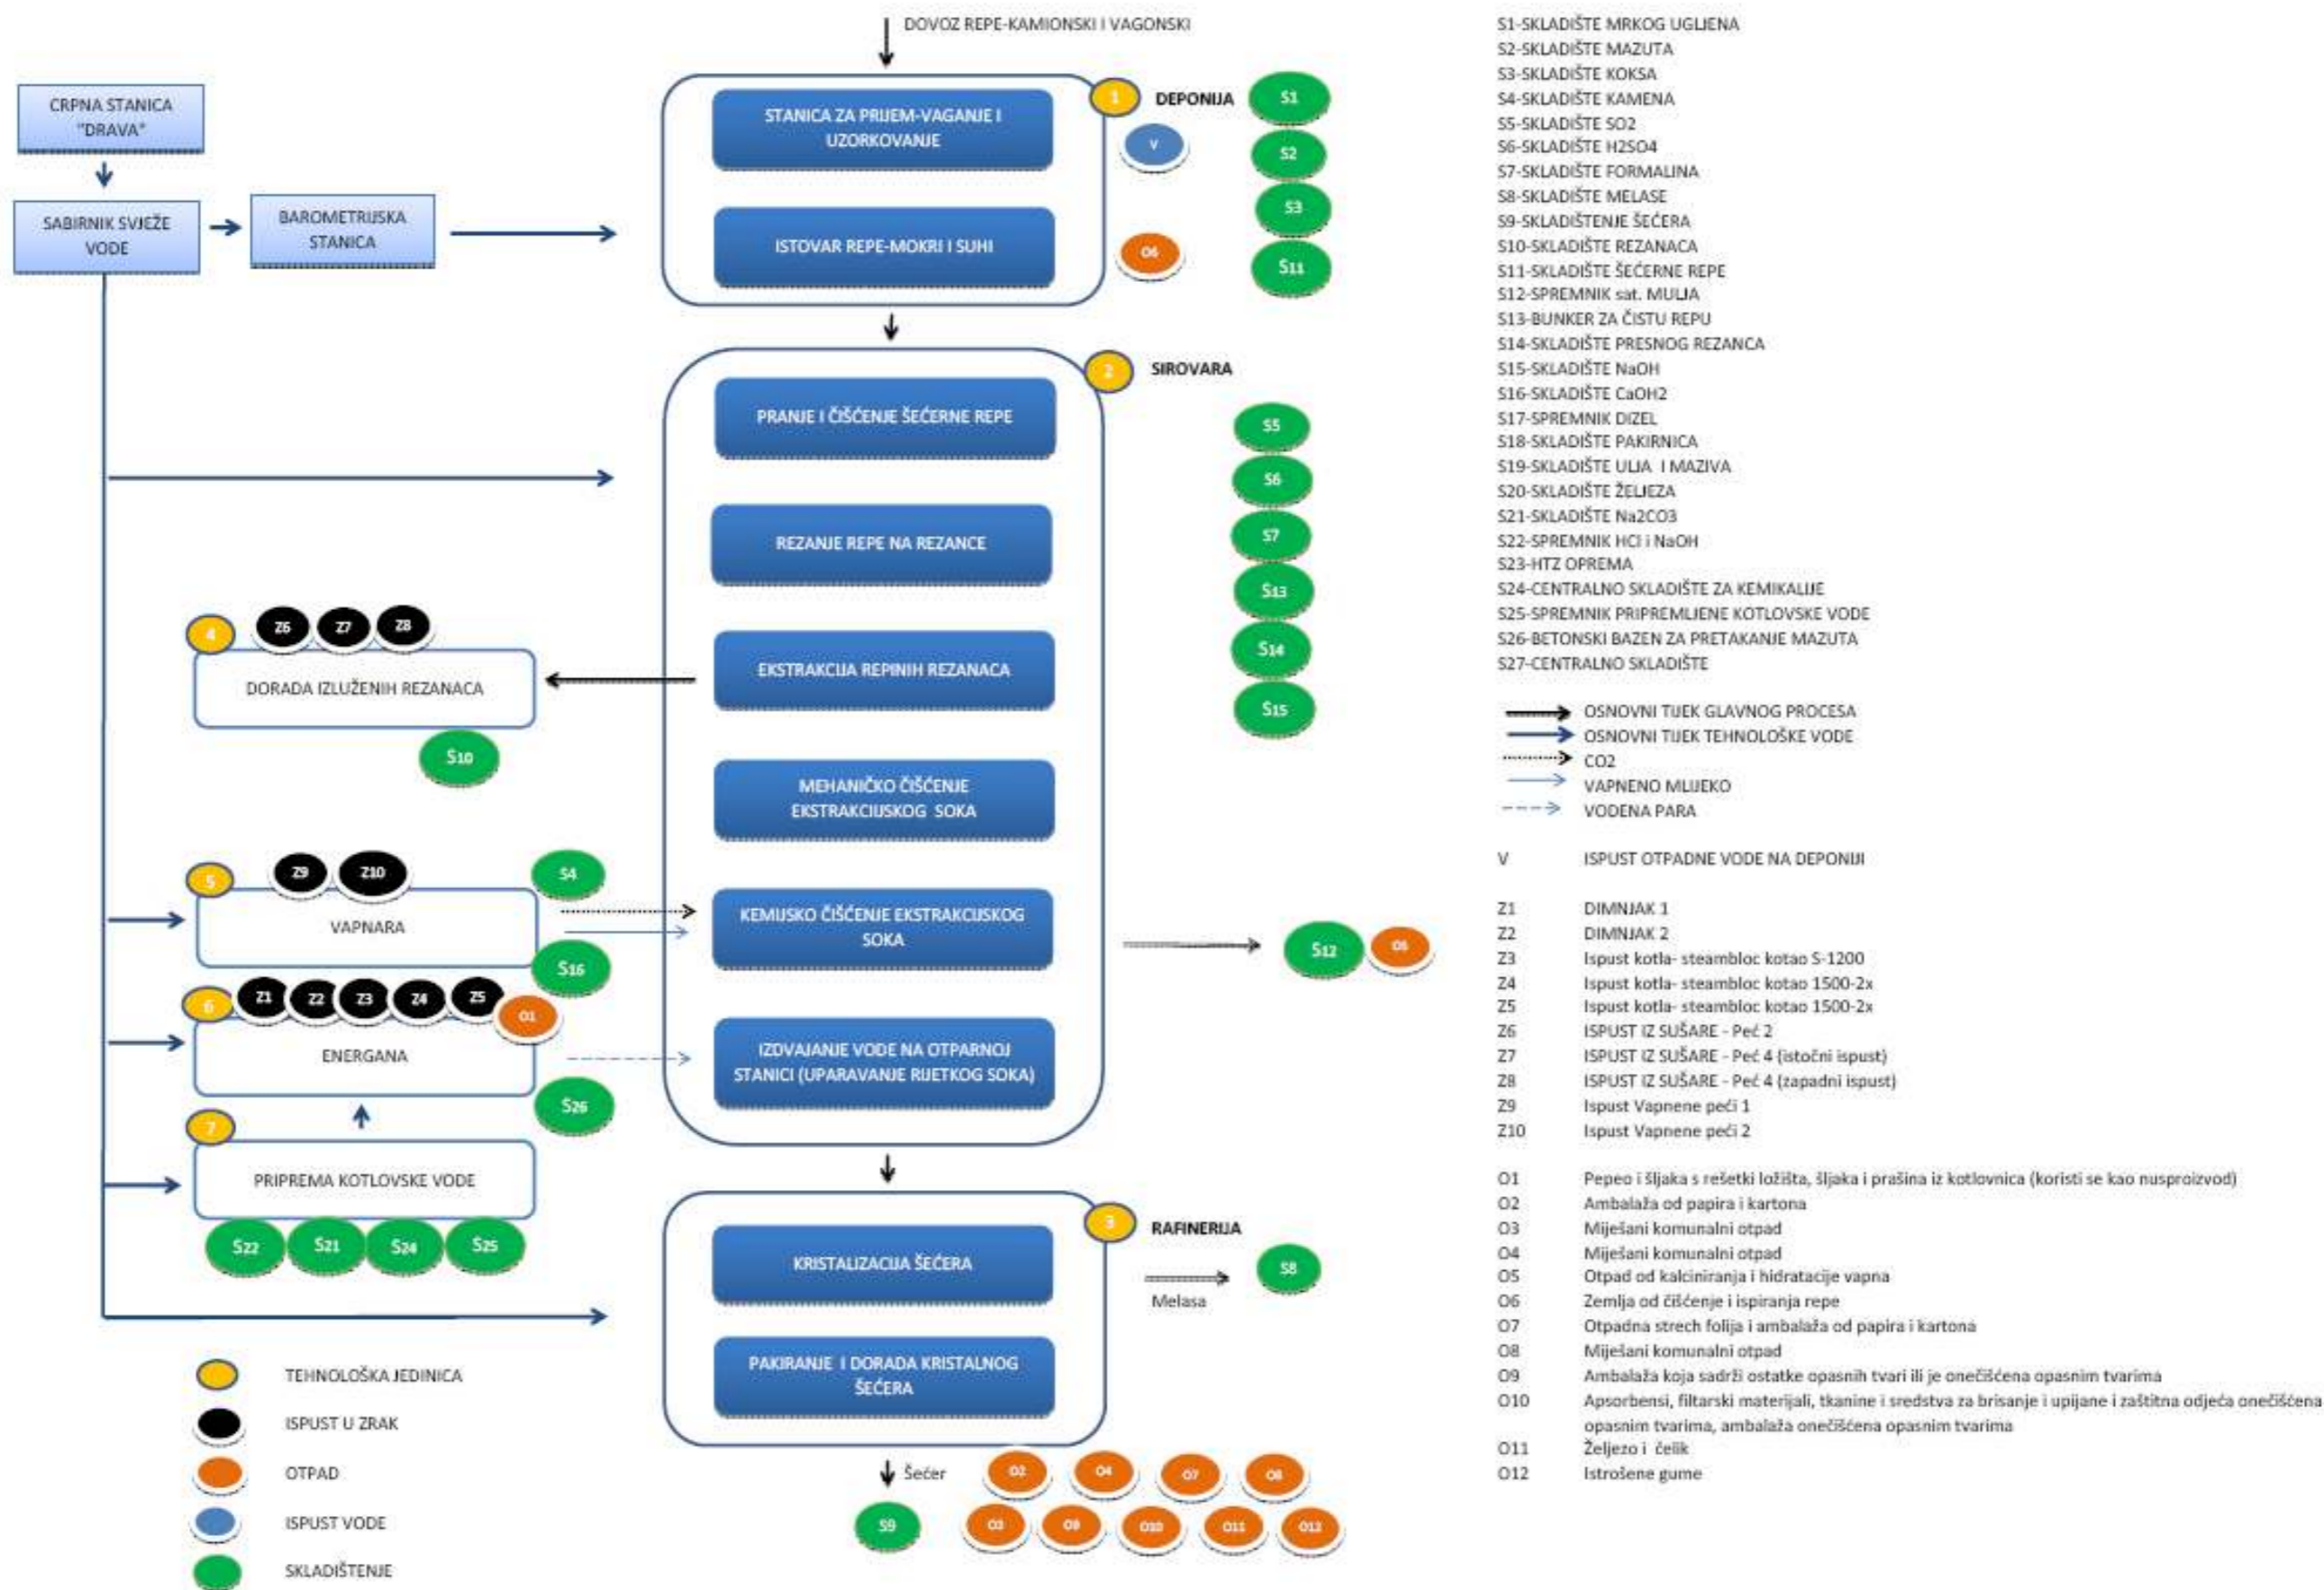 DOVOZ REPE-KAMIONSKI I VAGONSKI
CRPNA STANICA
"DRAVA"
SABIRNIK SVJEŽE
VODE
BAROMETRIJSKA
STANICA
STANICA ZA PRIJEM-VAGANJE I
UZORKOVANJE
ISTOVAR REPE-MOKRI I SUHI
1
DEPONIJA
V
O6
S1
S2
S3
S11
2
SIROVARA
PRANJE I ČIŠĆENJE ŠEĆERNE REPE
REZANJE REPE NA REZANCE
EKSTRAKCIJA REPINIH REZANACA
MEHANIČKO ČIŠĆENJE
EKSTRAKCIJSKOG SOKA
KEMIJSKO ČIŠĆENJE EKSTRAKCIJSKOG
SOKA
IZDVAJANJE VODE NA OTPARNOJ
STANICI (UPARAVANJE RIJETKOG SOKA)
S5
S6
S7
S13
S14
S15
4
Z6
Z7
Z8
DORADA IZLUŽENIH REZANACA
S10
5
Z9
Z10
S4
VAPNARA
S16
6
Z1
Z2
Z3
Z4
Z5
O1
ENERGANA
S26
7
PRIPREMA KOTLOVSKE VODE
S22
S21
S24
S25
S12
3
RAFINERIJA
KRISTALIZACIJA ŠEĆERA
PAKIRANJE I DORADA KRISTALNOG
ŠEĆERA
Melasa
S8
Šećer
S9
O2
O4
O7
O3
O9
O10
O11
TEHNOLOŠKA JEDINICA
ISPUST U ZRAK
OTPAD
ISPUST VODE
SKLADIŠTENJE
S1-SKLADIŠTE MRKOG UGLJENA
S2-SKLADIŠTE MAZUTA
S3-SKLADIŠTE KOKSA
S4-SKLADIŠTE KAMENA
S5-SKLADIŠTE SO2
S6-SKLADIŠTE H2SO4
S7-SKLADIŠTE FORMALINA
S8-SKLADIŠTE MELASE
S9-SKLADIŠTENJE ŠEĆERA
S10-SKLADIŠTE REZANACA
S11-SKLADIŠTE ŠEĆERNE REPE
S12-SPREMNIK sat. MULJA
S13-BUNKER ZA ČISTU REPU
S14-SKLADIŠTE PRESNOG REZANCA
S15-SKLADIŠTE NaOH
S16-SKLADIŠTE CaOH2
S17-SPREMNIK DIZEL
S18-SKLADIŠTE PAKIRNICA
S19-SKLADIŠTE ULJA I MAZIVA
S20-SKLADIŠTE ŽELJEZA
S21-SKLADIŠTE Na2CO3
S22-SPREMNIK HCl i NaOH
S23-HTZ OPREMA
S24-CENTRALNO SKLADIŠTE ZA KEMIKALIJE
S25-SPREMNIK PRIPREMLJENE KOTLOVSKE VODE
S26-BETONSKI BAZEN ZA PRETAKANJE MAZUTA
S27-CENTRALNO SKLADIŠTE
OSNOVNI TIJEK GLAVNOG PROCESA
OSNOVNI TIJEK TEHNOLOŠKE VODE
CO2
VAPNENO MLIJEKO
VODENA PARA
V ISPUST OTPADNE VODE NA DEPONIJI
Z1 DIMNJAK 1
Z2 DIMNJAK 2
Z3 Ispust kotla- steambloc kotao S-1200
Z4 Ispust kotla- steambloc kotao 1500-2x
Z5 Ispust kotla- steambloc kotao 1500-2x
Z6 ISPUST IZ SUŠARE - Peć 2
Z7 ISPUST IZ SUŠARE - Peć 4 (istočni ispust)
Z8 ISPUST IZ SUŠARE - Peć 4 (zapadni ispust)
Z9 Ispust Vapnene peći 1
Z10 Ispust Vapnene peći 2
O1 Pepeo i šljaka s rešetki ložišta, šljaka i prašina iz kotlovnica (koristi se kao nusproizvod)
O2 Ambalaža od papira i kartona
O3 Miješani komunalni otpad
O4 Miješani komunalni otpad
O5 Otpad od kalciniranja i hidratacije vapna
O6 Zemlja od čišćenje i ispiranja repe
O7 Otpadna strech folija i ambalaža od papira i kartona
O8 Miješani komunalni otpad
O9 Ambalaža koja sadrži ostatke opasnih tvari ili je onečišćena opasnim tvarima
O10 Apsorbensi, filtarski materijali, tkanine i sredstva za brisanje i upijane i zaštitna odjeća onečišćena
opasnim tvarima, ambalaža onečišćena opasnim tvarima
O11 Željezo i čelik
O12 Istrošene gume